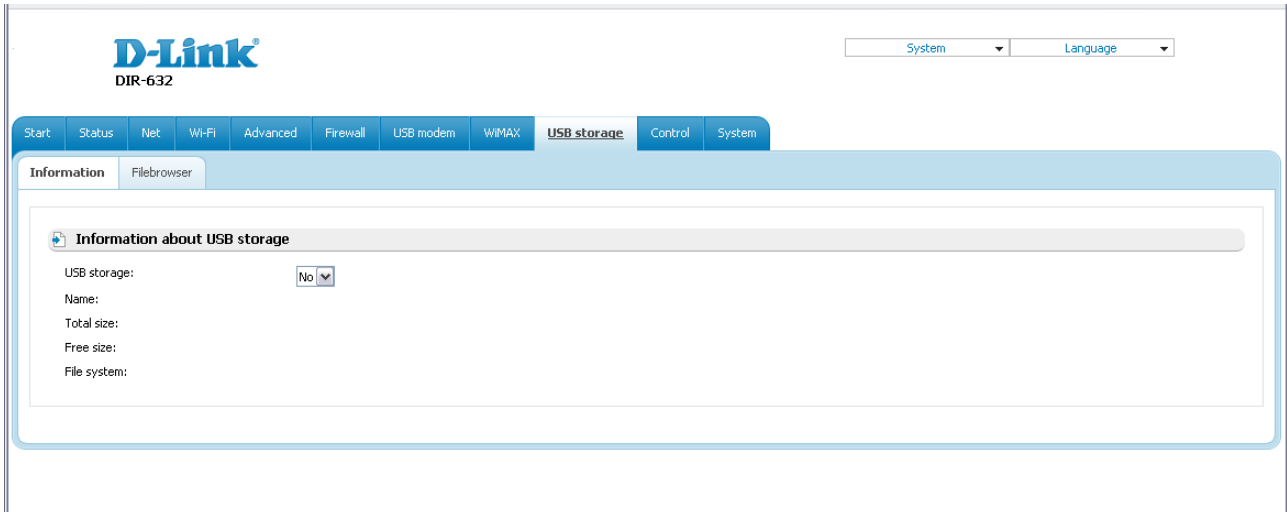 D-Link®
DIR-632
System Language
Start Status Net Wi-Fi Advanced Firewall USB modem WiMAX USB storage Control System
Information Filebrowser
Information about USB storage
USB storage: No
Name:
Total size:
Free size:
File system: